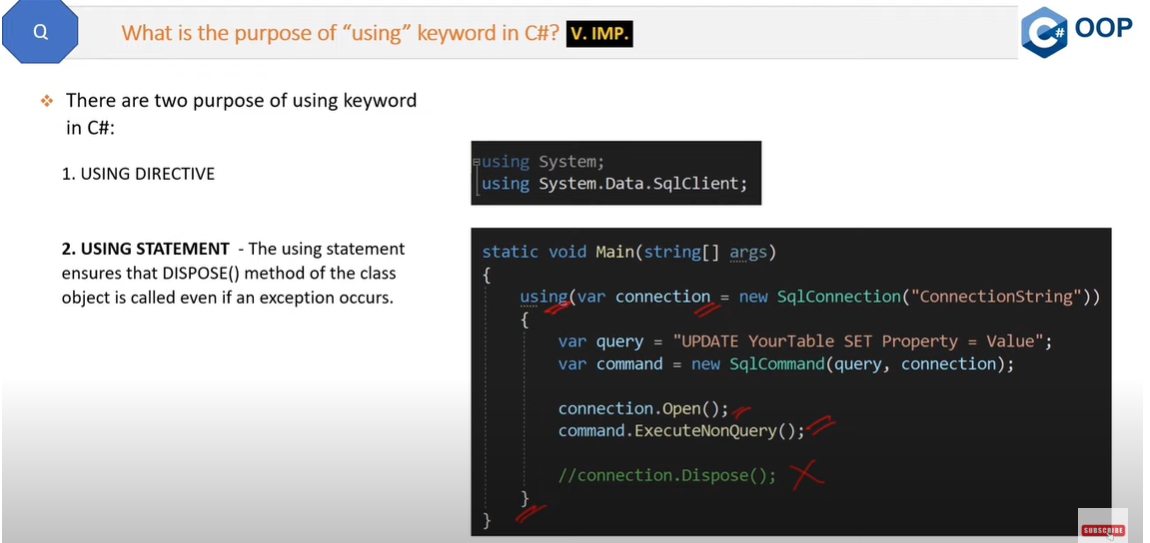 Q
What is the purpose of “using” keyword in C#? V. IMP.
C# OOP
❖ There are two purpose of using keyword
in C#:
1. USING DIRECTIVE
using System;
using System.Data.SqlClient;
2. USING STATEMENT - The using statement
ensures that DISPOSE() method of the class
object is called even if an exception occurs.
static void Main(string[] args)
{
using(var connection = new SqlConnection("ConnectionString"))
{
var query = "UPDATE YourTable SET Property = Value";
var command = new SqlCommand(query, connection);
connection.Open();
command.ExecuteNonQuery();
//connection.Dispose();
}
}
SUBSCRIBE